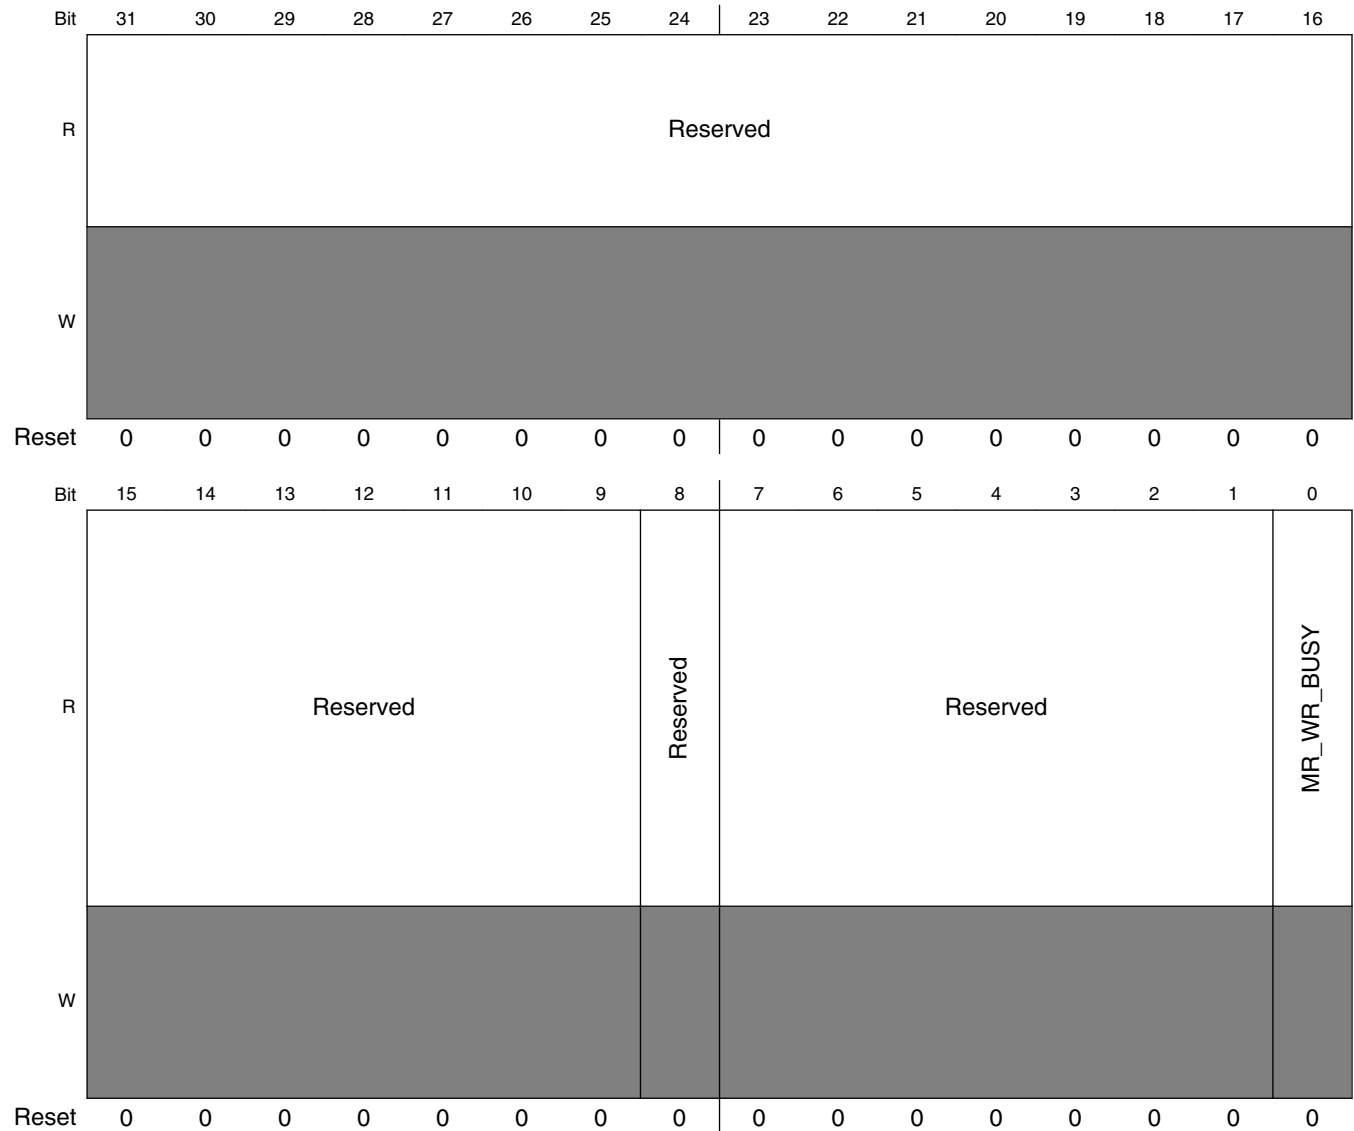 Bit 31 30 29 28 27 26 25 24 23 22 21 20 19 18 17 16
R Reserved
W
Reset 0 0 0 0 0 0 0 0 0 0 0 0 0 0 0 0
Bit 15 14 13 12 11 10 9 8 7 6 5 4 3 2 1 0
R Reserved Reserved Reserved MR_WR_BUSY
W
Reset 0 0 0 0 0 0 0 0 0 0 0 0 0 0 0 0